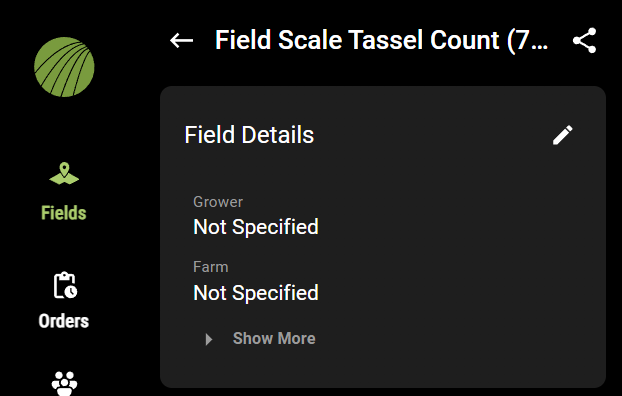 Field Scale Tassel Count (7...
Field Details
Fields
Grower
Not Specified
Farm
Not Specified
Orders
Show More